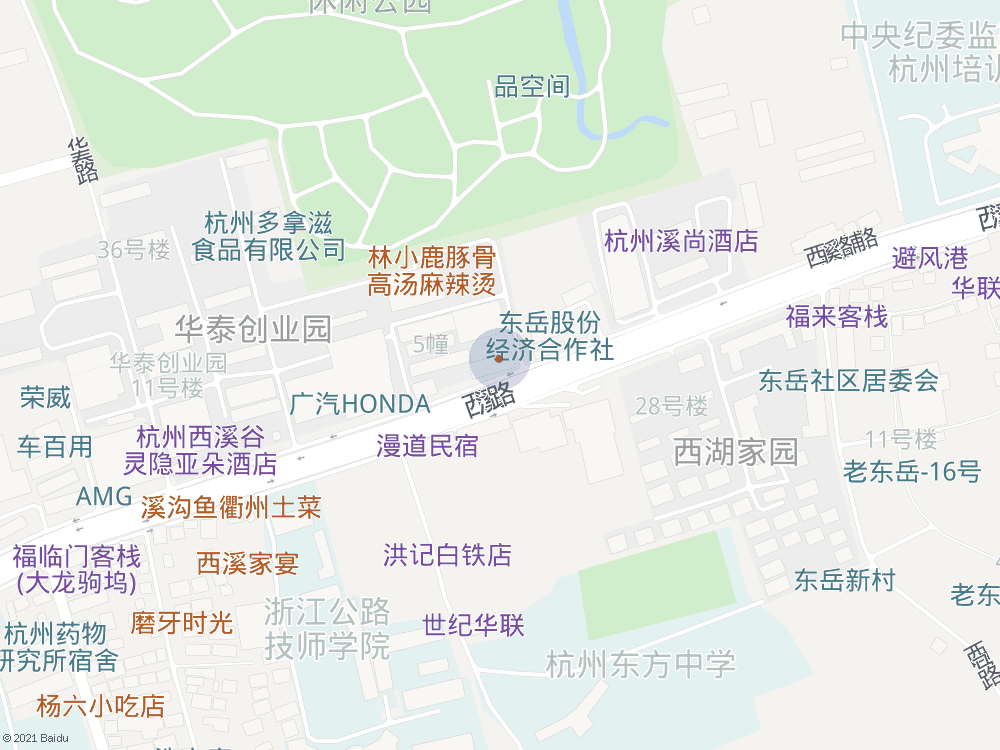 休闲公园
中央纪委监
杭州培训
品空间
华泰路
杭州多拿滋
食品有限公司
36号楼
林小鹿豚骨
高汤麻辣烫
杭州溪尚酒店
西溪路辅路
西溪
避风港
华联
福来客栈
华泰创业园
5幢
东岳股份
经济合作社
华泰创业园
11号楼
荣威
广汽HONDA
西溪路
28号楼
东岳社区居委会
车百用
杭州西溪谷
灵隐亚朵酒店
漫道民宿
西湖家园
11号楼
老东岳-16号
AMG
溪沟鱼衢州土菜
福临门客栈
(大龙驹坞)
西溪家宴
洪记白铁店
东岳新村
老东
磨牙时光
浙江公路
技师学院
世纪华联
杭州药物
研究所宿舍
杭州东方中学
杨六小吃店
© 2021 Baidu